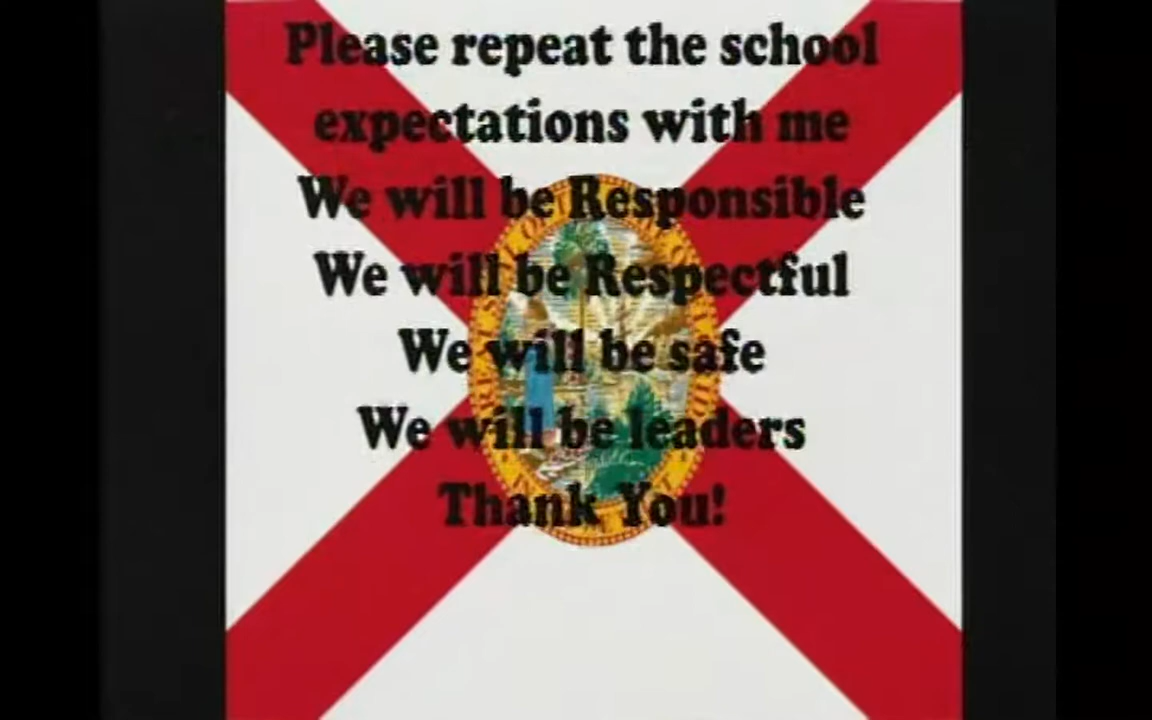 Please repeat the school
expectations with me
We will be Responsible
We will be Respectful
We will be safe
We will be leaders
Thank You!